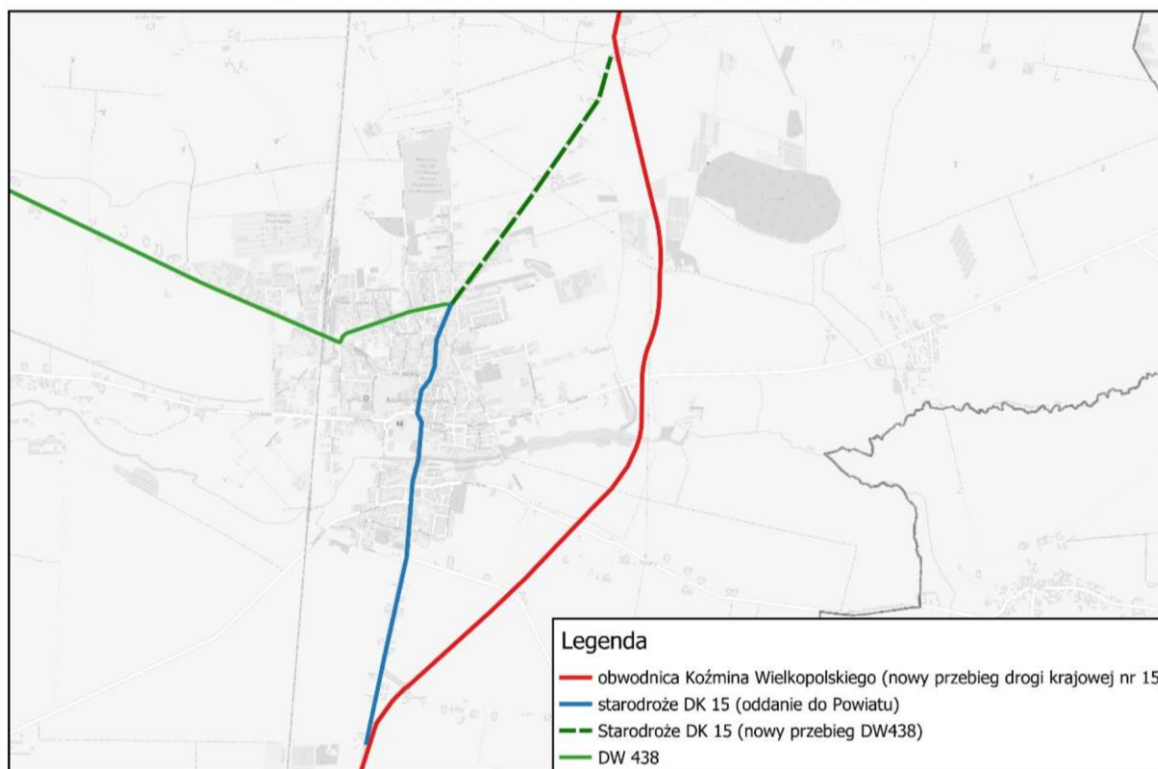 Legenda
obwodnica Koźmina Wielkopolskiego (nowy przebieg drogi krajowej nr 15
starodroże DK 15 (oddanie do Powiatu)
Starodroże DK 15 (nowy przebieg DW438)
DW 438